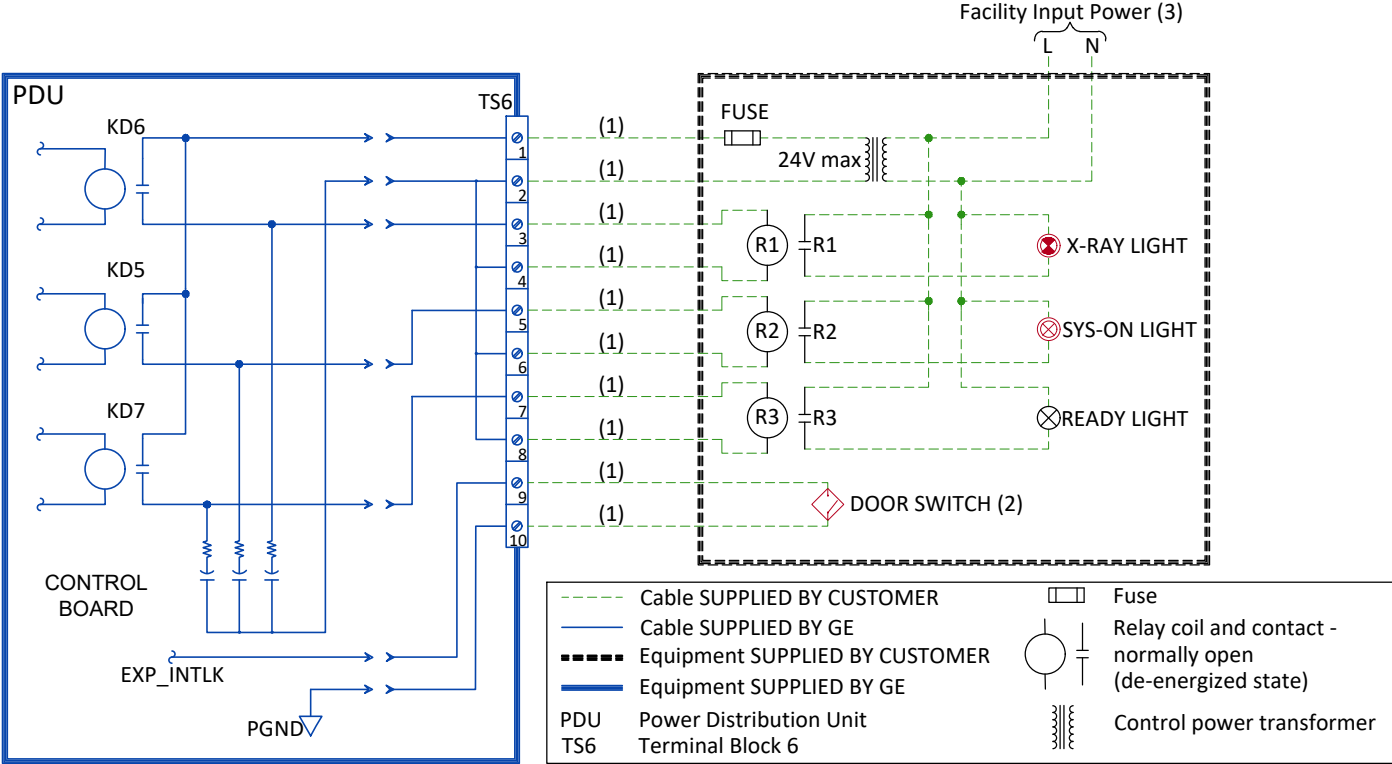 Facility Input Power (3)
L N
PDU
TS6
KD6
1
2
3
4
5
6
7
8
9
10
KD5
KD7
CONTROL
BOARD
EXP_INTLK
PGND
(1)
(1)
(1)
(1)
(1)
(1)
(1)
(1)
(1)
(1)
FUSE
24V max
R1 R1 X-RAY LIGHT
R2 R2 SYS-ON LIGHT
R3 R3 READY LIGHT
DOOR SWITCH (2)
Cable SUPPLIED BY CUSTOMER
Cable SUPPLIED BY GE
Equipment SUPPLIED BY CUSTOMER
Equipment SUPPLIED BY GE
PDU Power Distribution Unit
TS6 Terminal Block 6
Fuse
Relay coil and contact -
normally open
(de-energized state)
Control power transformer